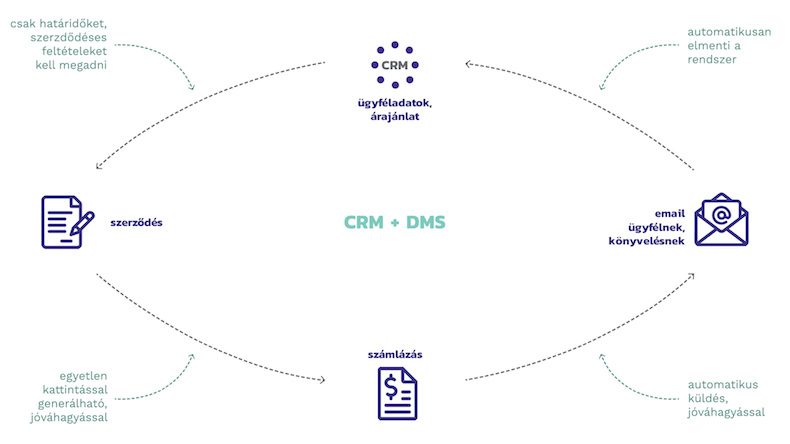 csak határidőket,
szerzdődéses
feltételeket
kell megadni
automatikusan
elmenti a
rendszer
CRM
ügyféladatok,
árajánlat
szerződés
CRM + DMS
email
ügyfélnek,
könyvelésnek
számlázás
egyetlen
kattintással
generálható,
jóváhagyással
automatikus
küldés,
jóváhagyással